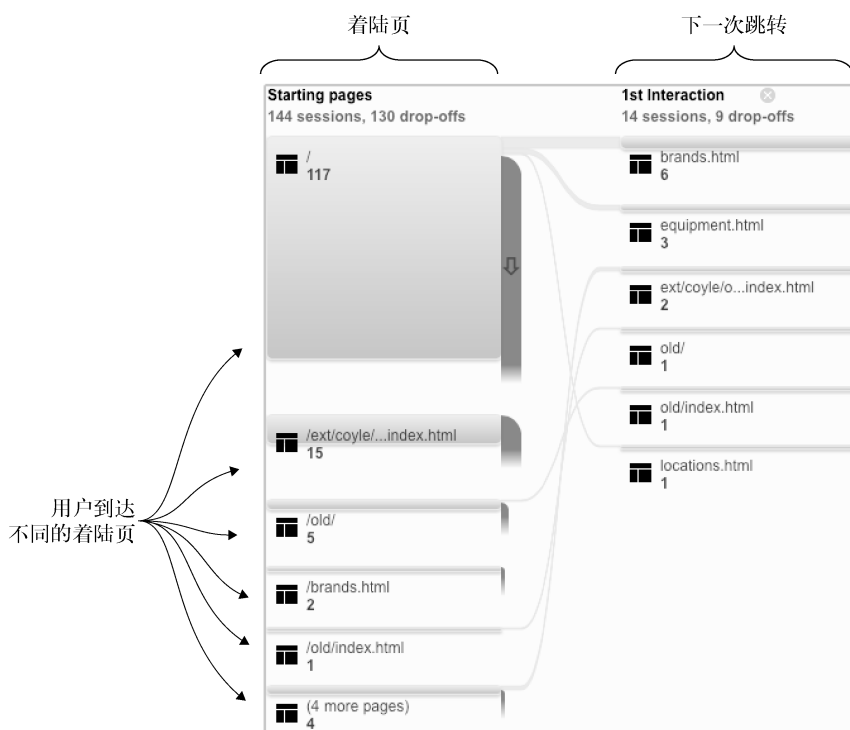 着陆页
下一次跳转
Starting pages
144 sessions, 130 drop-offs
1st Interaction
14 sessions, 9 drop-offs
/
117
/ext/coyle/...index.html
15
/old/
5
/brands.html
2
/old/index.html
1
(4 more pages)
4
brands.html
6
equipment.html
3
ext/coyle/o...index.html
2
old/
1
old/index.html
1
locations.html
1
用户到达
不同的着陆页